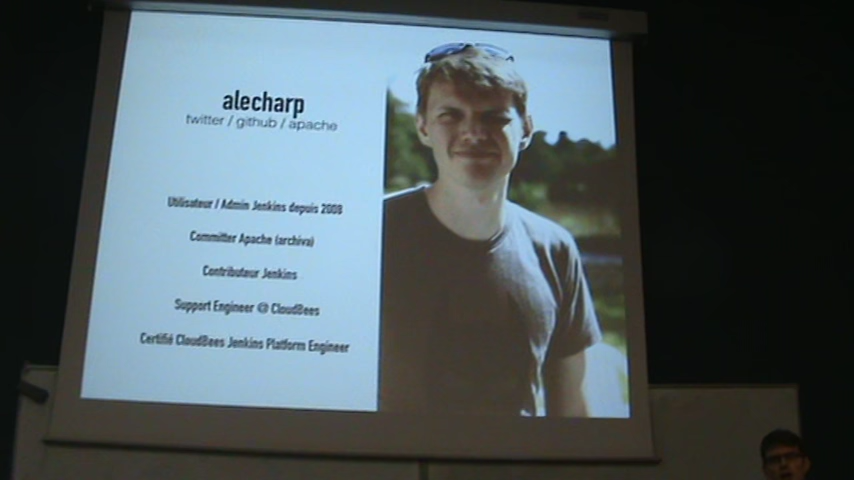 alecharp
twitter / github / apache
Utilisateur / Admin Jenkins depuis 2008
Committer Apache (archiva)
Contributeur Jenkins
Support Engineer @ CloudBees
Certifié CloudBees Jenkins Platform Engineer